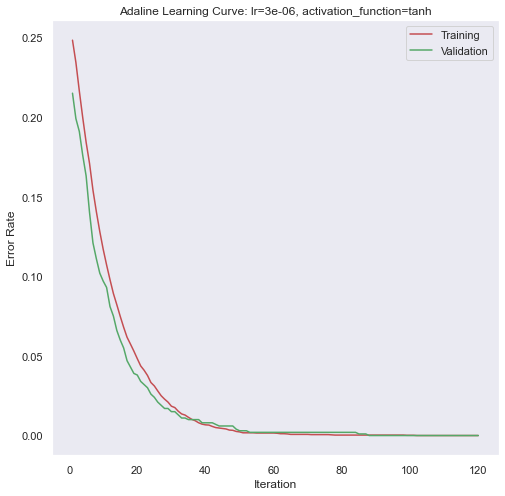 Adaline Learning Curve: lr=3e-06, activation_function=tanh
Training
Validation
0.25
0.20
0.15
0.10
0.05
0.00
Error Rate
0 20 40 60 80 100 120
Iteration